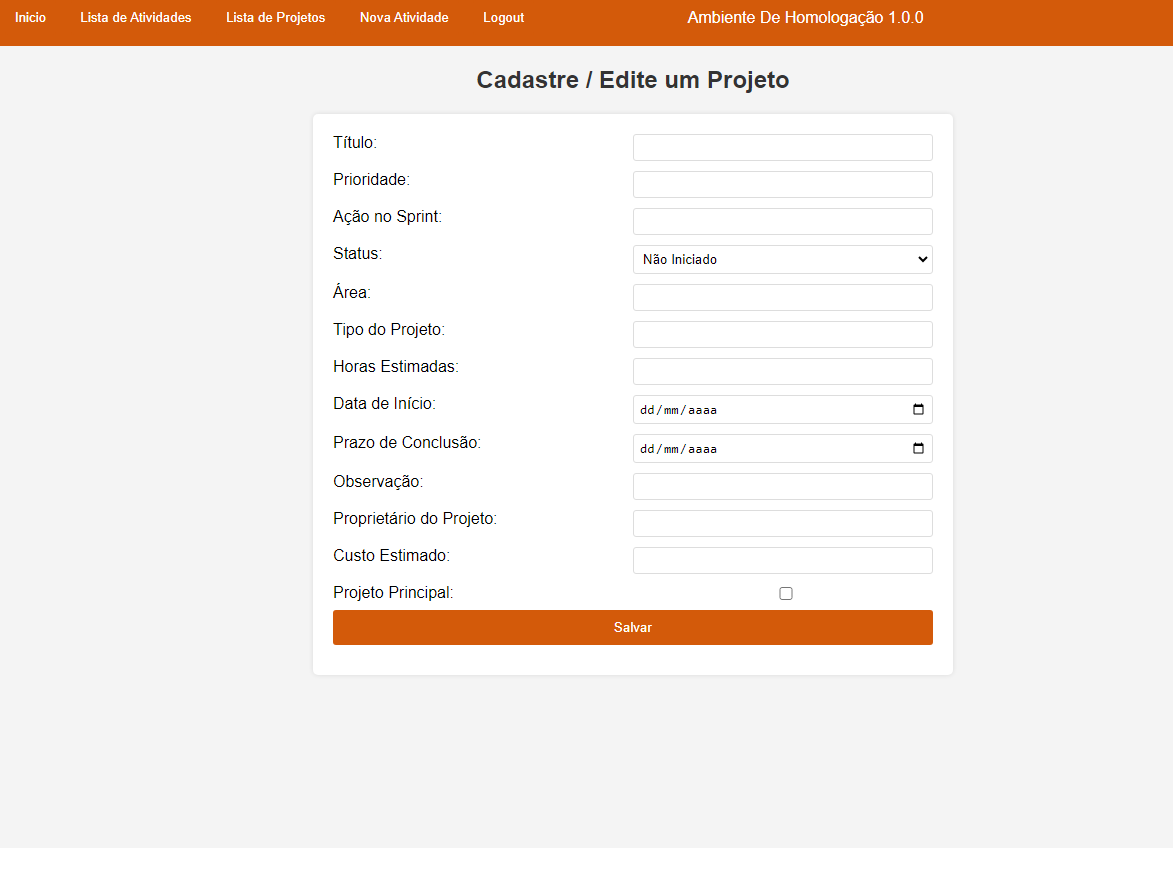 Inicio Lista de Atividades Lista de Projetos Nova Atividade Logout Ambiente De Homologação 1.0.0
Cadastre / Edite um Projeto
Título:
Prioridade:
Ação no Sprint:
Status: Não Iniciado
Área:
Tipo do Projeto:
Horas Estimadas:
Data de Início: dd/mm/aaaa
Prazo de Conclusão: dd/mm/aaaa
Observação:
Proprietário do Projeto:
Custo Estimado:
Projeto Principal:
Salvar